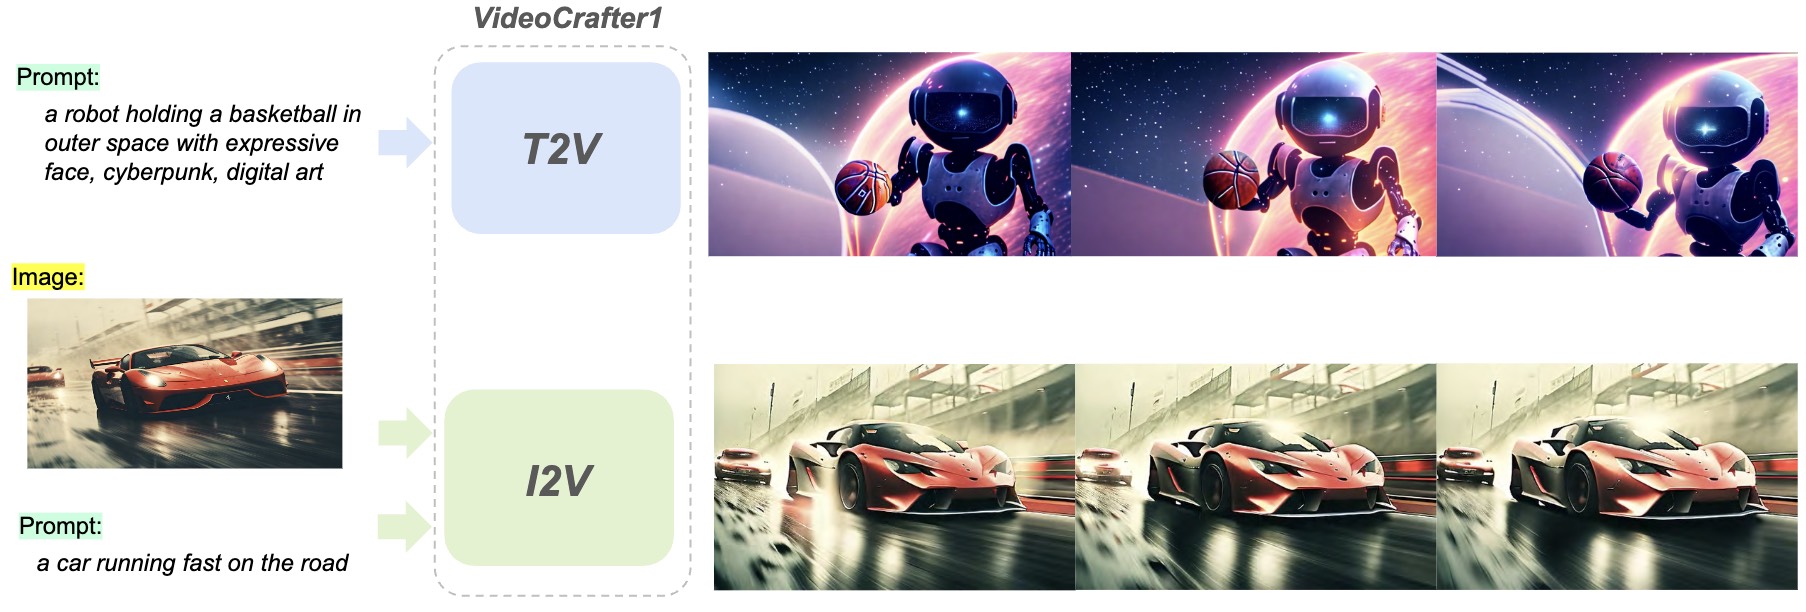 VideoCrafter1
Prompt:
a robot holding a basketball in
outer space with expressive
face, cyberpunk, digital art
T2V
Image:
I2V
Prompt:
a car running fast on the road